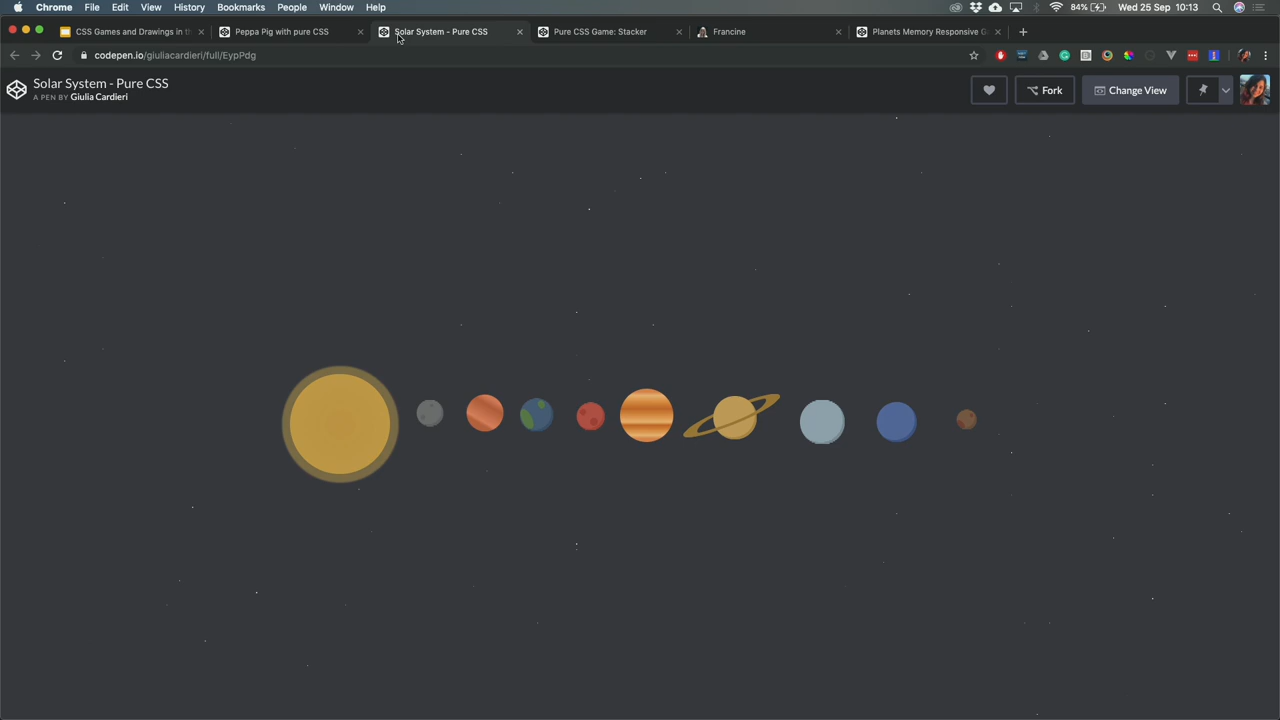 Chrome File Edit View History Bookmarks People Window Help 84% Wed 25 Sep 10:13
CSS Games and Drawings in th Peppa Pig with pure CSS Solar System - Pure CSS Pure CSS Game: Stacker Francine Planets Memory Responsive G
codepen.io/giuliacardieri/full/EypPdg
Solar System - Pure CSS
A PEN BY Giulia Cardieri
Fork Change View